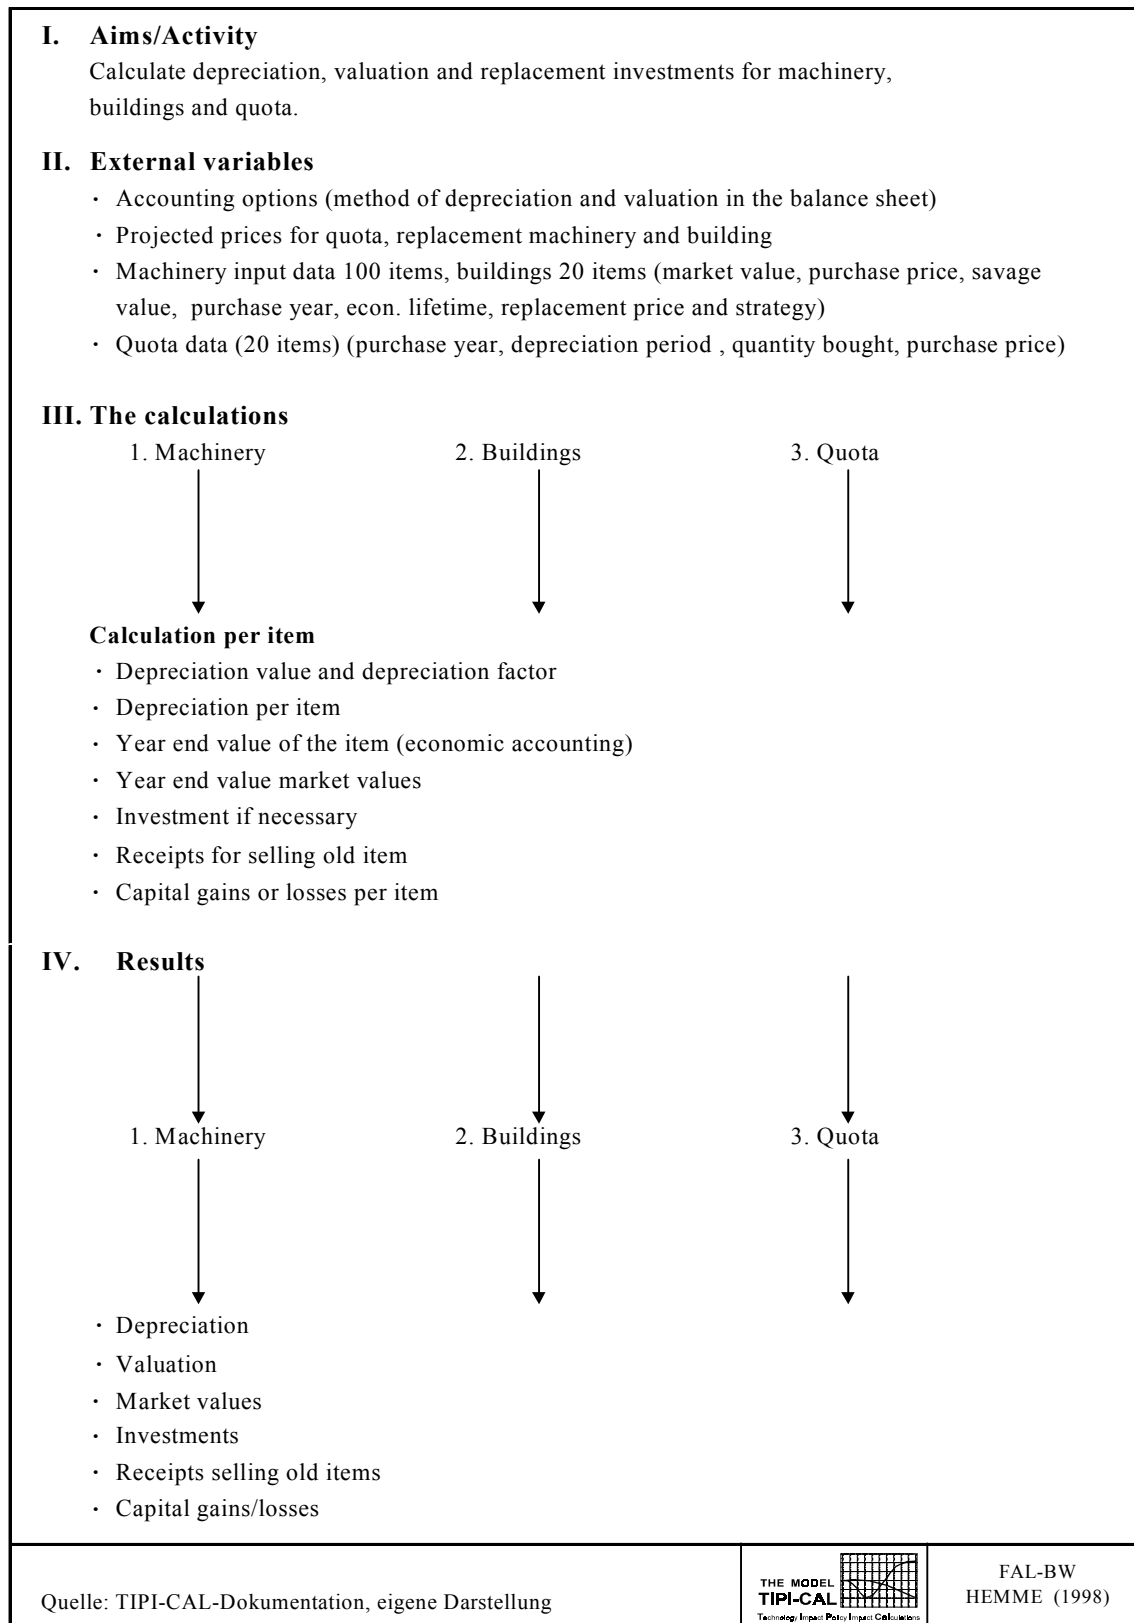 I. Aims/Activity
Calculate depreciation, valuation and replacement investments for machinery,
buildings and quota.
II. External variables
· Accounting options (method of depreciation and valuation in the balance sheet)
· Projected prices for quota, replacement machinery and building
· Machinery input data 100 items, buildings 20 items (market value, purchase price, savage
value, purchase year, econ. lifetime, replacement price and strategy)
· Quota data (20 items) (purchase year, depreciation period , quantity bought, purchase price)
III. The calculations
1. Machinery 2. Buildings 3. Quota
Calculation per item
· Depreciation value and depreciation factor
· Depreciation per item
· Year end value of the item (economic accounting)
· Year end value market values
· Investment if necessary
· Receipts for selling old item
· Capital gains or losses per item
IV. Results
1. Machinery 2. Buildings 3. Quota
· Depreciation
· Valuation
· Market values
· Investments
· Receipts selling old items
· Capital gains/losses
Quelle: TIPI-CAL-Dokumentation, eigene Darstellung
THE MODEL
TIPI-CAL
Technology Impact Policy Impact Calculations
FAL-BW
HEMME (1998)